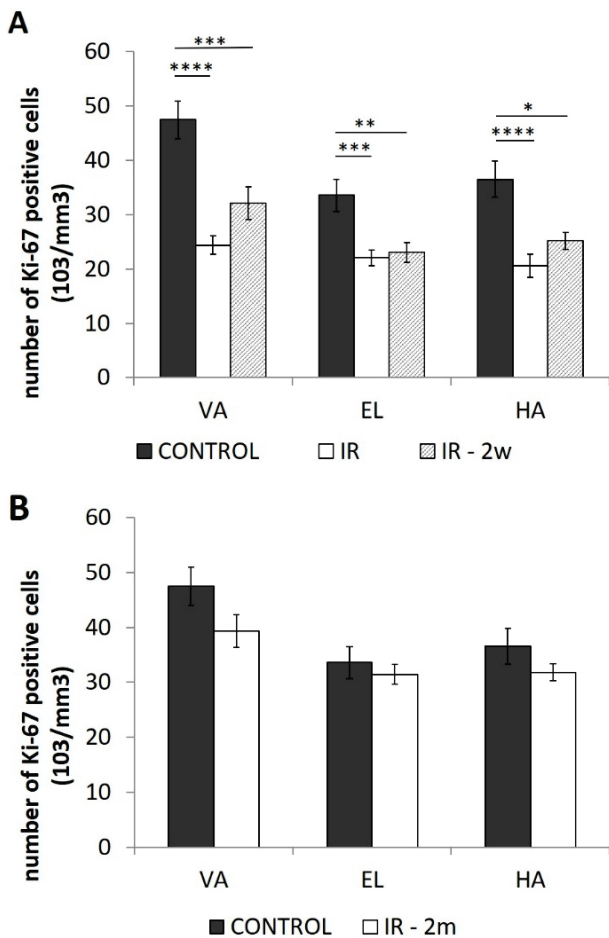 A
number of Ki-67 positive cells
(103/mm3)
60
50
40
30
20
10
0
***
****
**
***
*
****
VA EL HA
CONTROL IR IR - 2w
B
number of Ki-67 positive cells
(103/mm3)
60
50
40
30
20
10
0
VA EL HA
CONTROL IR - 2m